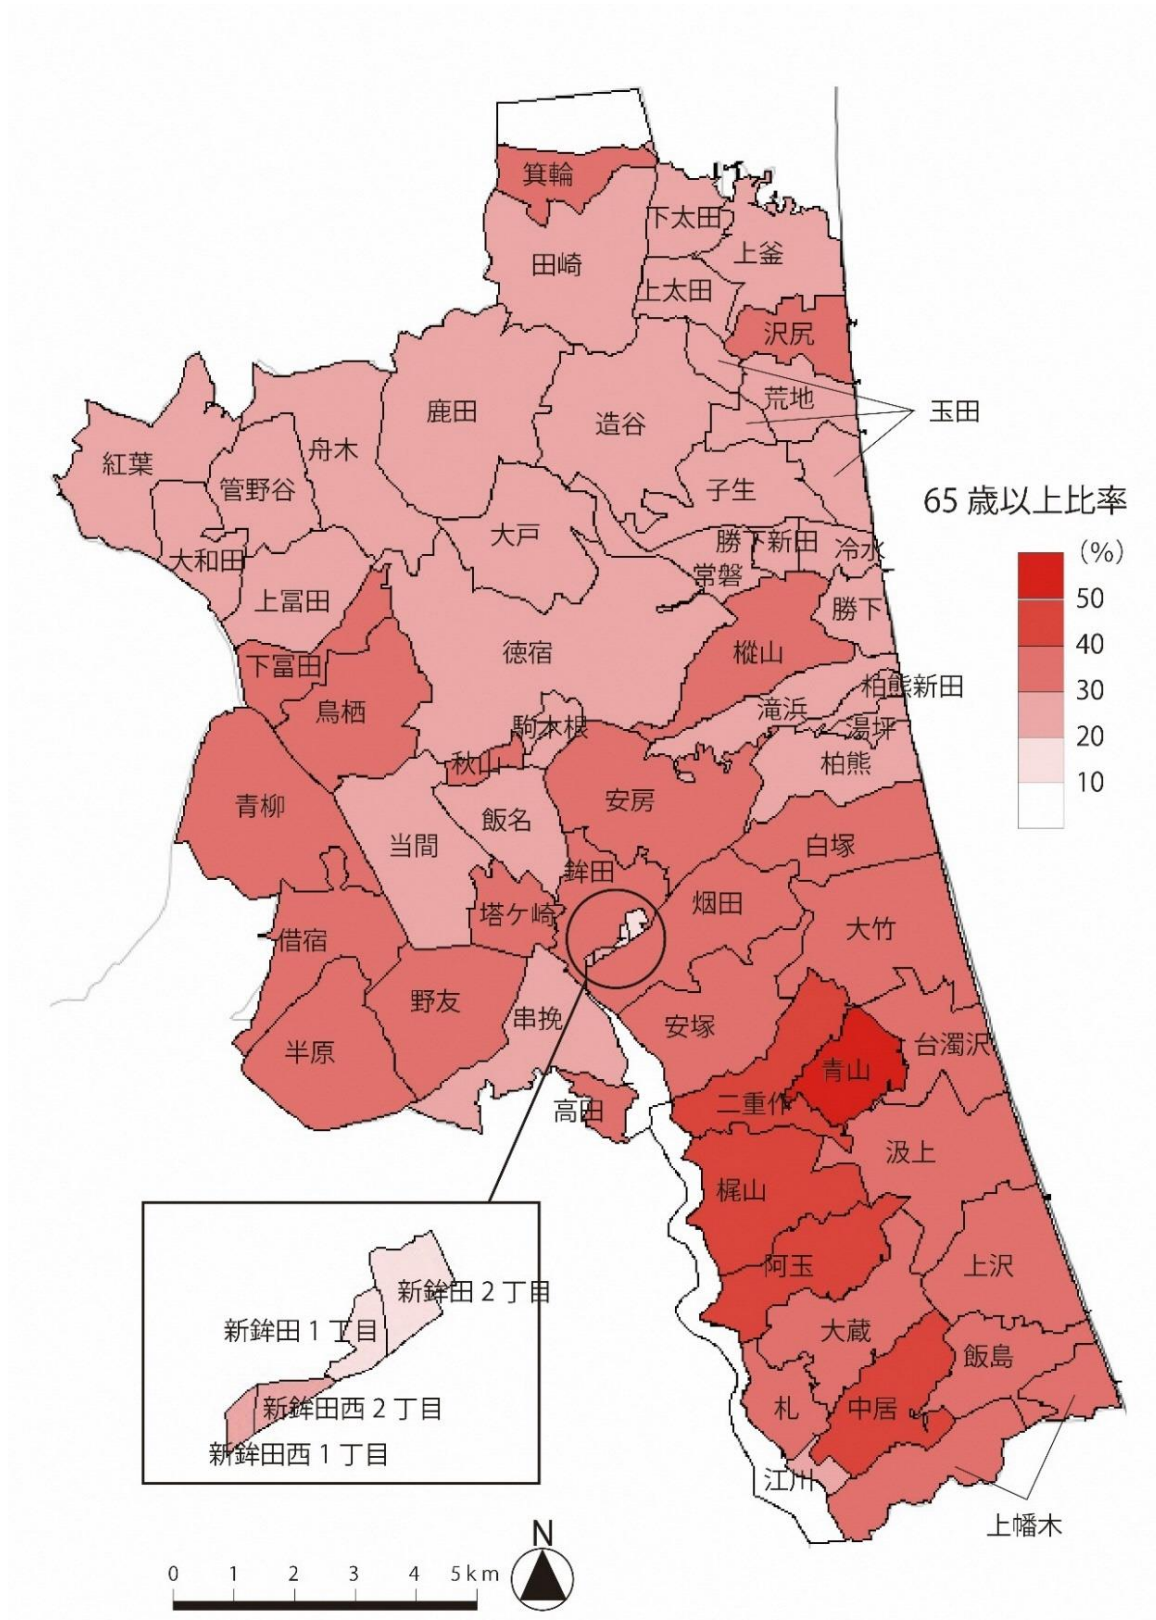 箕輪
下太田
上釜
田崎
上太田
沢尻
荒地
玉田
鹿田
造谷
舟木
紅葉
管野谷
子生
65 歳以上比率
(%)
50
40
30
20
10
大戸
勝下新田
冷水
大和田
常磐
上冨田
勝下
徳宿
樅山
下冨田
柏熊新田
鳥栖
滝浜
駒木根
湯坪
秋山
柏熊
青柳
安房
飯名
当間
白塚
鉾田
塔ケ崎
烟田
大竹
借宿
野友
串挽
安塚
半原
台濁沢
青山
二重作
高田
汲上
梶山
阿玉
上沢
新鉾田 2 丁目
新鉾田 1 丁目
大蔵
飯島
新鉾田西 2 丁目
札
中居
新鉾田西 1 丁目
江川
上幡木
N
0 1 2 3 4 5 km